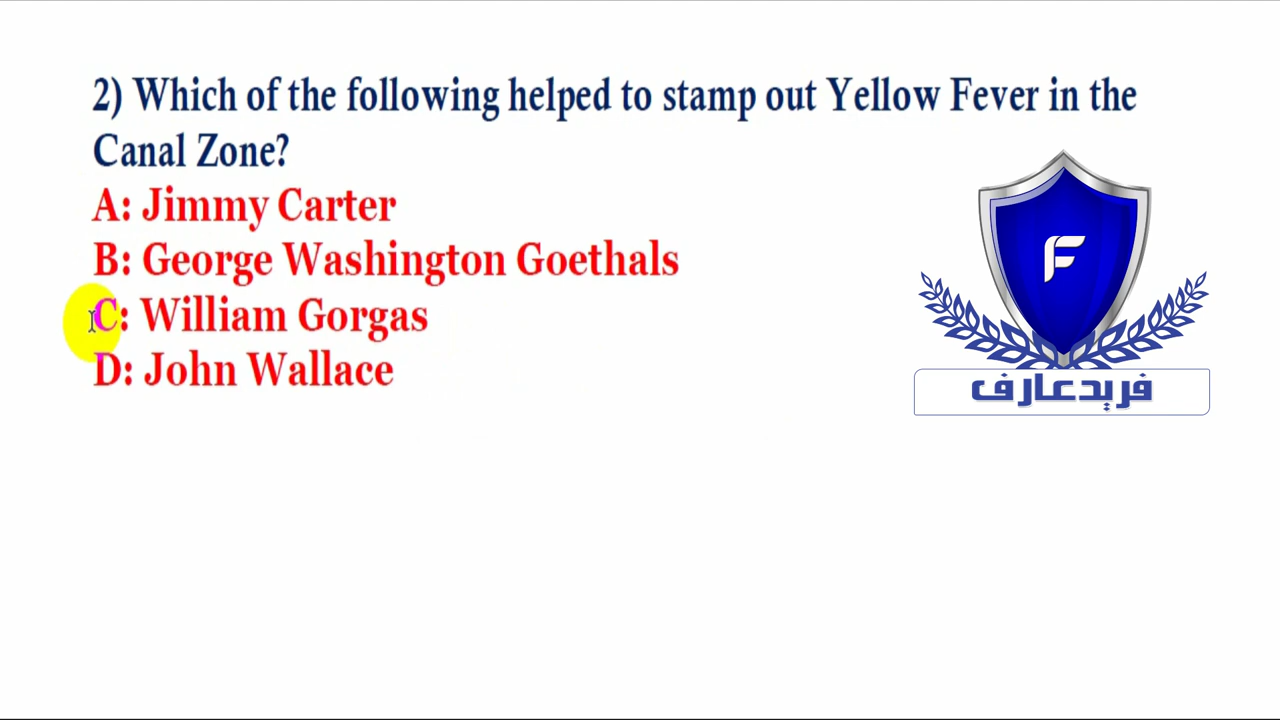 2) Which of the following helped to stamp out Yellow Fever in the
Canal Zone?
A: Jimmy Carter
B: George Washington Goethals
C: William Gorgas
D: John Wallace
F
فریدعارف